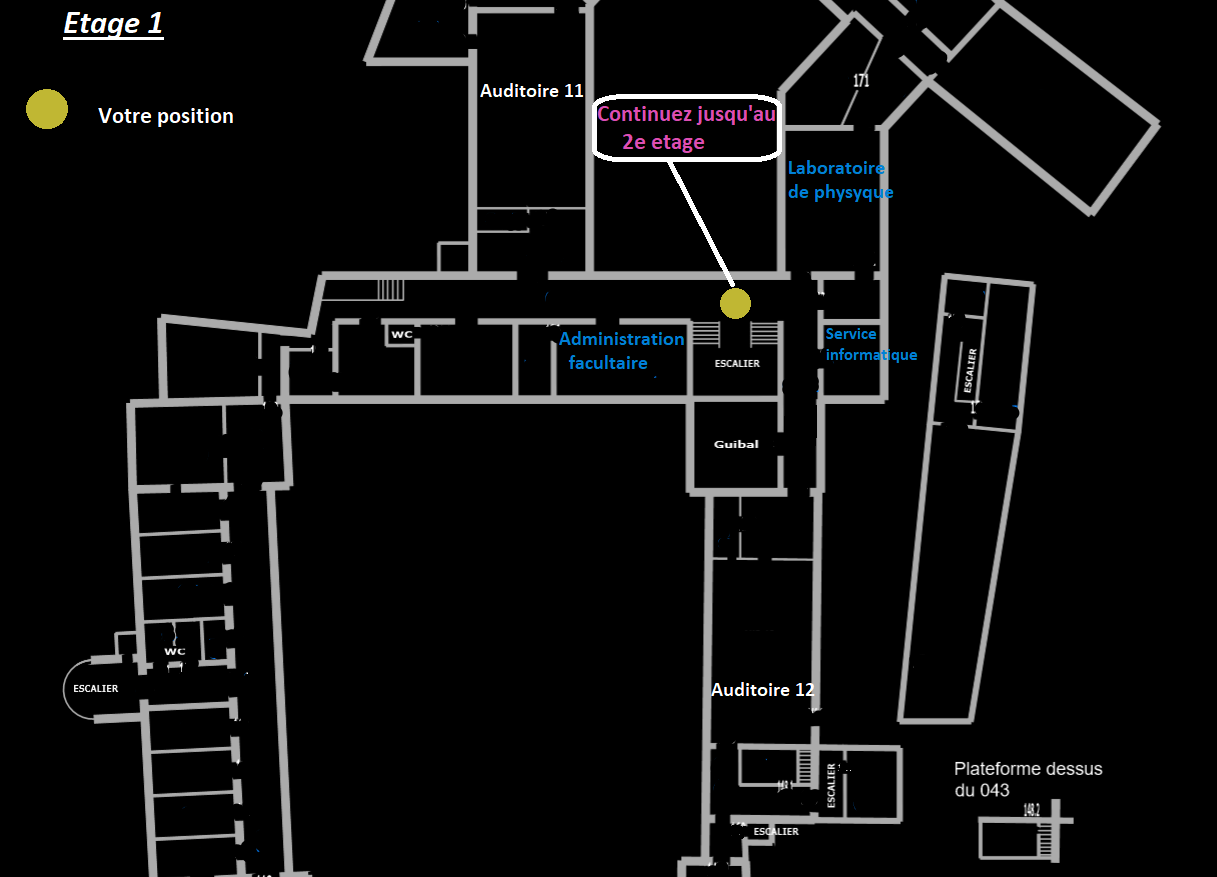 Etage 1
Votre position
Auditoire 11
171
Continuez jusqu'au
2e etage
Laboratoire
de physyque
WC
Administration
facultaire
ESCALIER
Service
informatique
ESCALIER
Guibal
WC
ESCALIER
Auditoire 12
ESCALIER
ESCALIER
Plateforme dessus
du 043
148.2